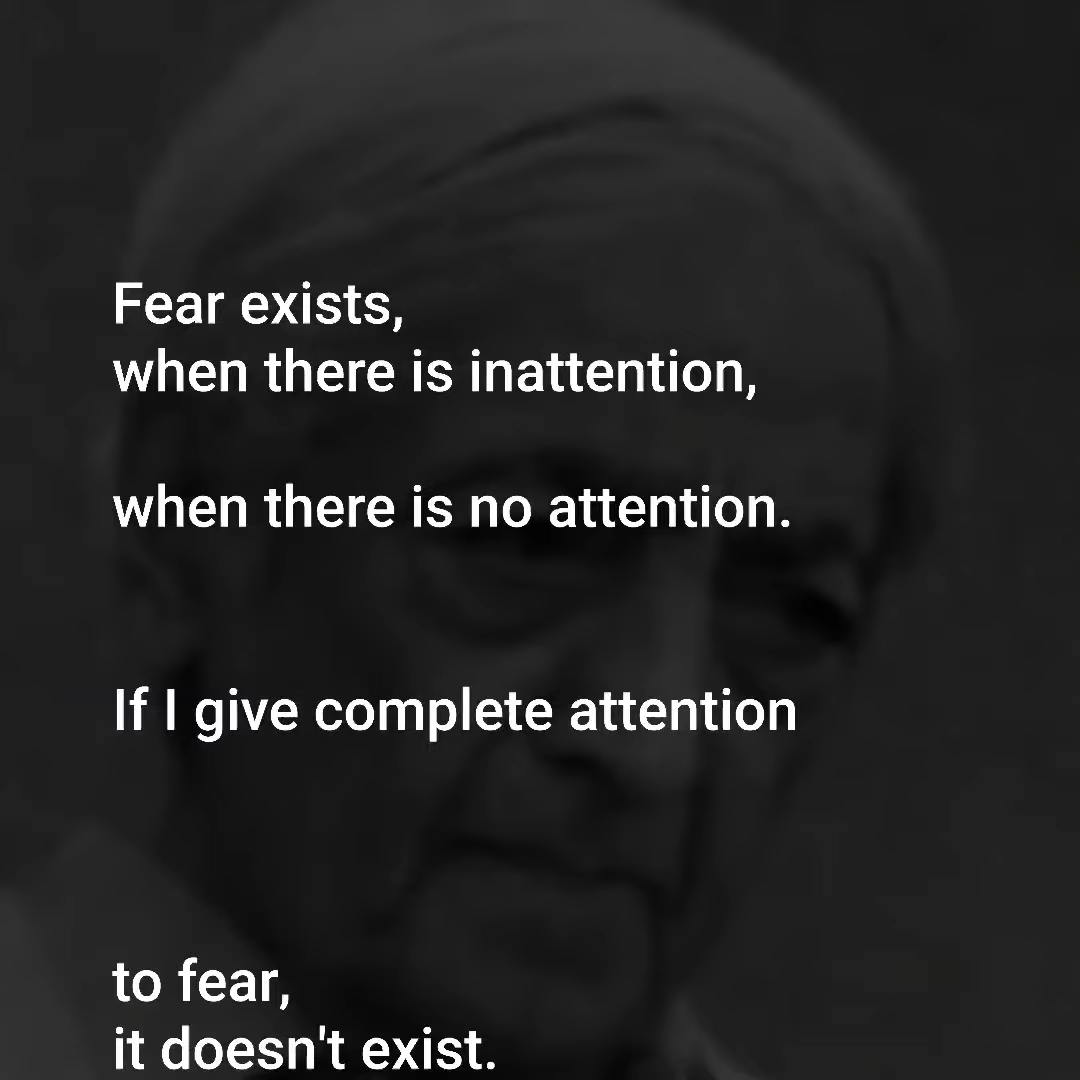 Fear exists,
when there is inattention,
when there is no attention.
If I give complete attention
to fear,
it doesn't exist.